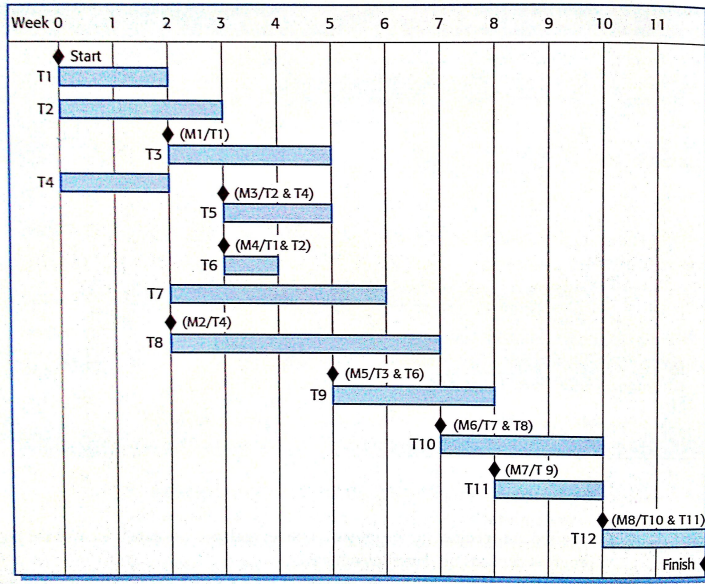 Week 0 1 2 3 4 5 6 7 8 9 10 11
Start
T1
T2
(M1/T1)
T3
T4
(M3/T2 & T4)
T5
(M4/T1& T2)
T6
T7
(M2/T4)
T8
(M5/T3 & T6)
T9
(M6/T7 & T8)
T10
(M7/T 9)
T11
(M8/T10 & T11)
T12
Finish